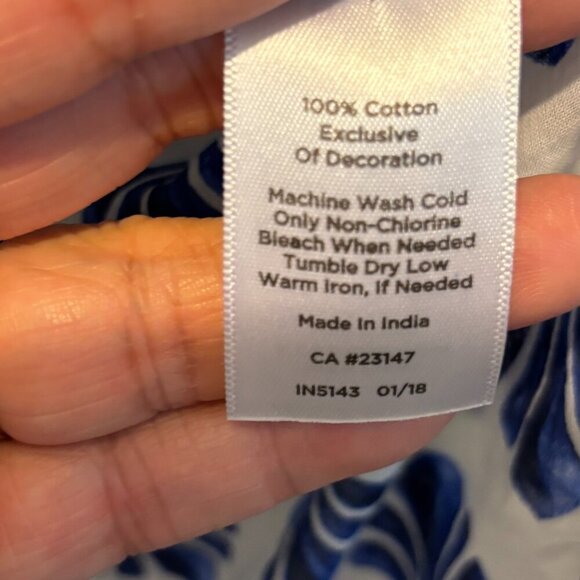 100% Cotton
Exclusive
Of Decoration
Machine Wash Cold
Only Non-Chlorine
Bleach When Needed
Tumble Dry Low
Warm Iron, If Needed
Made In India
CA #23147
IN5143 01/18